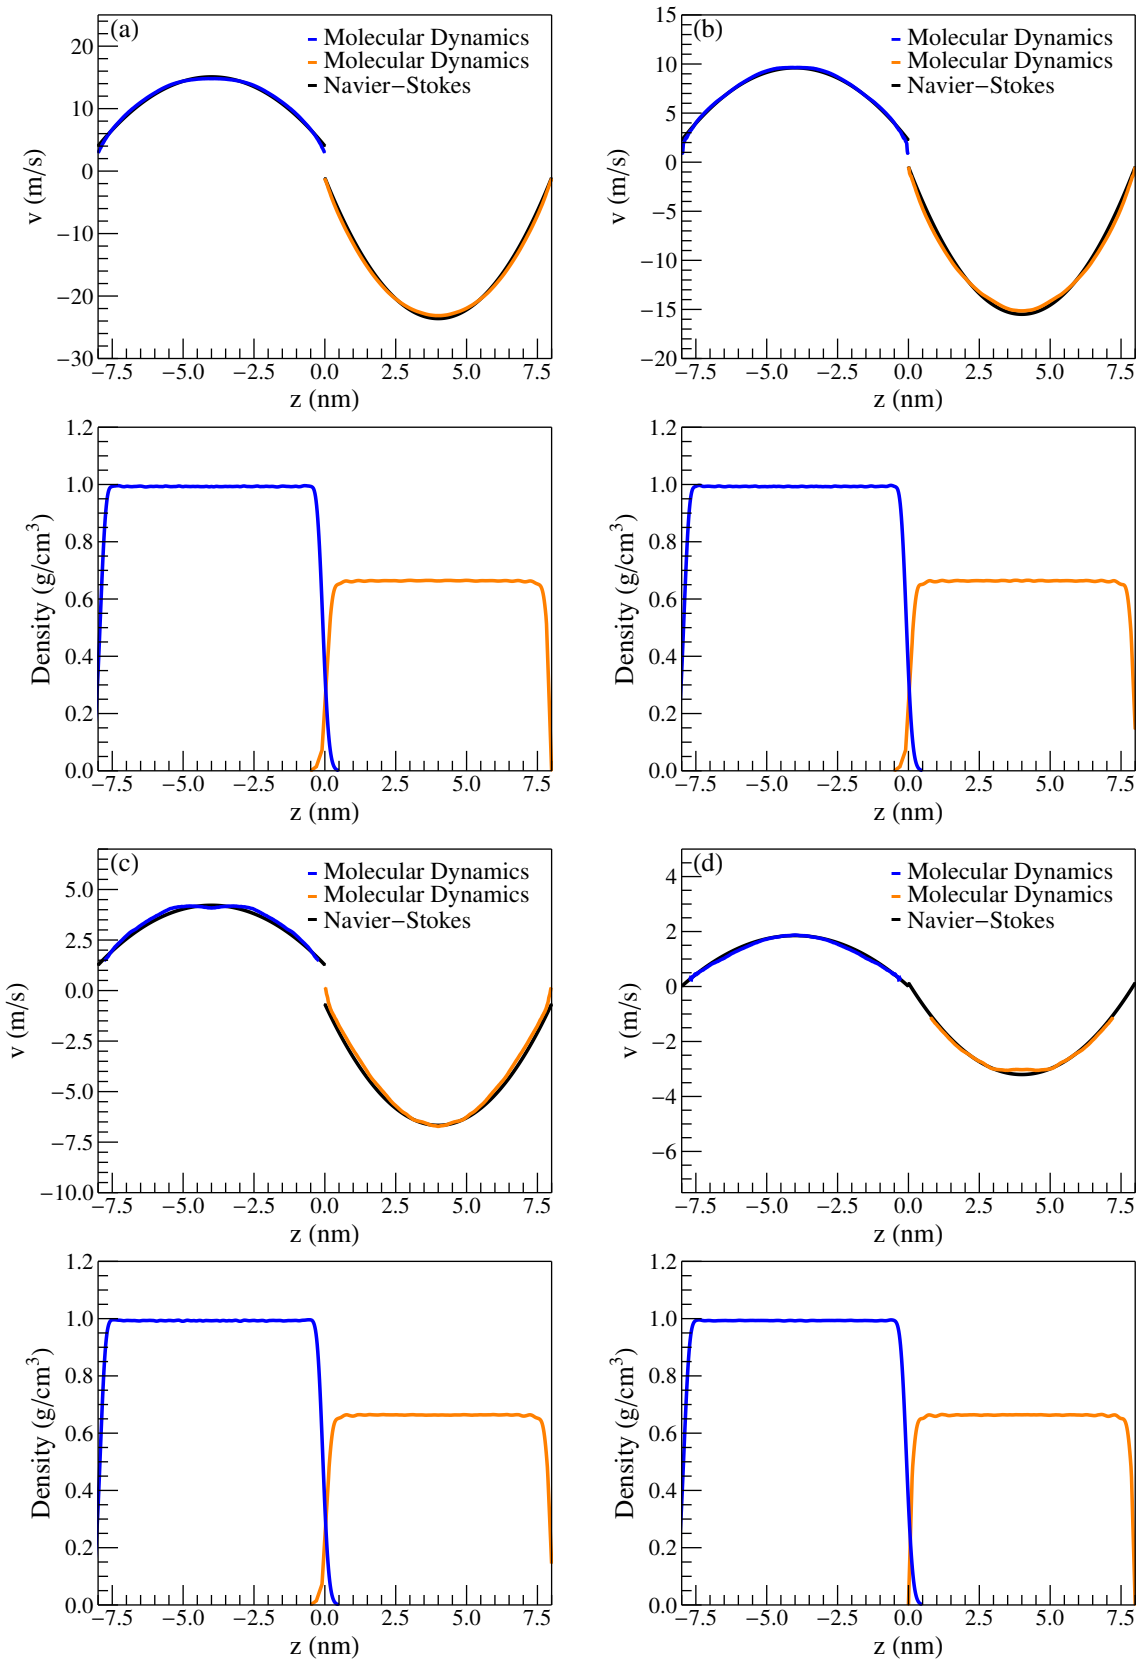 (a)
Molecular Dynamics
Molecular Dynamics
Navier−Stokes
20
10
0
−10
−20
−30
v (m/s)
−7.5 −5.0 −2.5 0.0 2.5 5.0 7.5
z (nm)
(b)
Molecular Dynamics
Molecular Dynamics
Navier−Stokes
15
10
5
0
−5
−10
−15
−20
v (m/s)
−7.5 −5.0 −2.5 0.0 2.5 5.0 7.5
z (nm)
1.2
1.0
0.8
0.6
0.4
0.2
0.0
Density (g/cm³)
−7.5 −5.0 −2.5 0.0 2.5 5.0 7.5
z (nm)
1.2
1.0
0.8
0.6
0.4
0.2
0.0
Density (g/cm³)
−7.5 −5.0 −2.5 0.0 2.5 5.0 7.5
z (nm)
(c)
Molecular Dynamics
Molecular Dynamics
Navier−Stokes
5.0
2.5
0.0
−2.5
−5.0
−7.5
−10.0
v (m/s)
−7.5 −5.0 −2.5 0.0 2.5 5.0 7.5
z (nm)
(d)
Molecular Dynamics
Molecular Dynamics
Navier−Stokes
4
2
0
−2
−4
−6
v (m/s)
−7.5 −5.0 −2.5 0.0 2.5 5.0 7.5
z (nm)
1.2
1.0
0.8
0.6
0.4
0.2
0.0
Density (g/cm³)
−7.5 −5.0 −2.5 0.0 2.5 5.0 7.5
z (nm)
1.2
1.0
0.8
0.6
0.4
0.2
0.0
Density (g/cm³)
−7.5 −5.0 −2.5 0.0 2.5 5.0 7.5
z (nm)